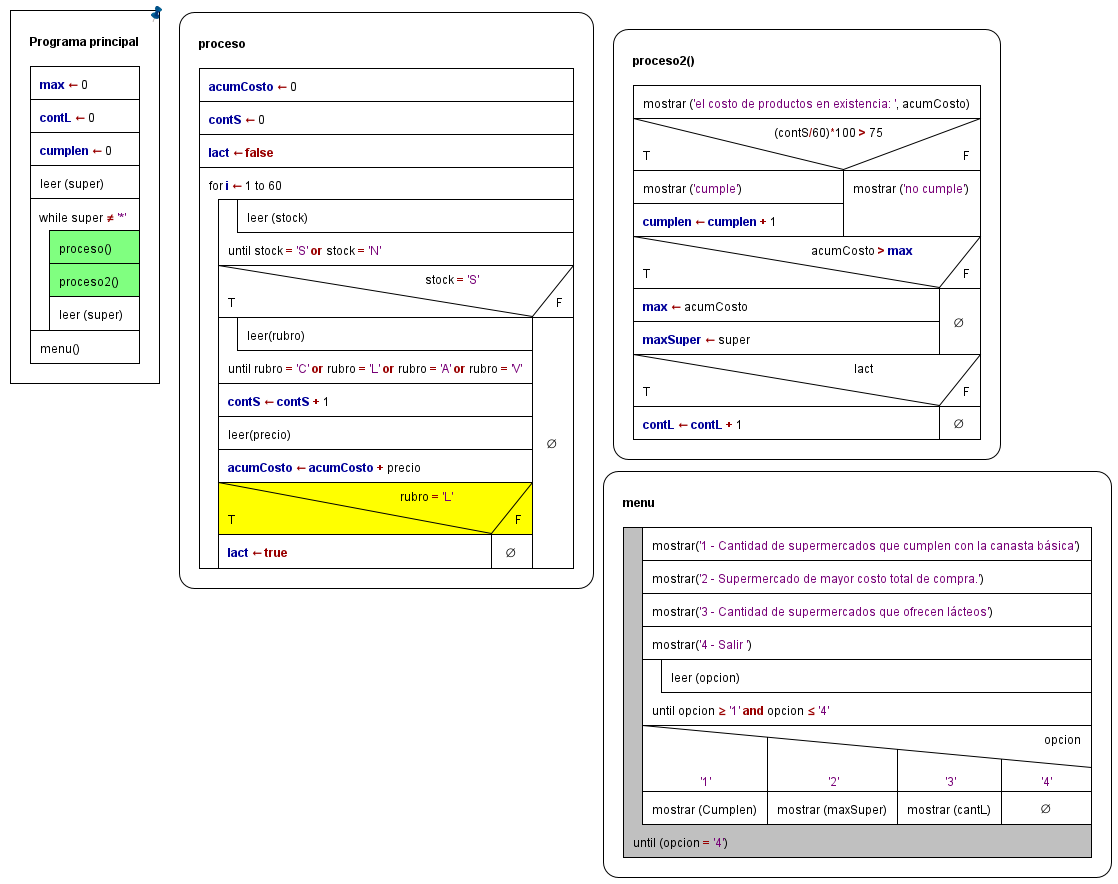 Programa principal
max ← 0
contL ← 0
cumplen ← 0
leer (super)
while super ≠ '*'
proceso()
proceso2()
leer (super)
menu()
proceso
acumCosto ← 0
contS ← 0
lact ← false
for i ← 1 to 60
leer (stock)
until stock = 'S' or stock = 'N'
stock = 'S'
T F
leer(rubro)
until rubro = 'C' or rubro = 'L' or rubro = 'A' or rubro = 'V'
contS ← contS + 1
leer(precio)
acumCosto ← acumCosto + precio
rubro = 'L'
T F
lact ← true ∅
∅
proceso2()
mostrar ('el costo de productos en existencia: ', acumCosto)
(contS/60)*100 > 75
T F
mostrar ('cumple') mostrar ('no cumple')
cumplen ← cumplen + 1
acumCosto > max
T F
max ← acumCosto ∅
maxSuper ← super
lact
T F
contL ← contL + 1 ∅
menu
mostrar('1 - Cantidad de supermercados que cumplen con la canasta básica')
mostrar('2 - Supermercado de mayor costo total de compra.')
mostrar('3 - Cantidad de supermercados que ofrecen lácteos')
mostrar('4 - Salir ')
leer (opcion)
until opcion ≥ '1' and opcion ≤ '4'
opcion
'1' '2' '3' '4'
mostrar (Cumplen) mostrar (maxSuper) mostrar (cantL) ∅
until (opcion = '4')